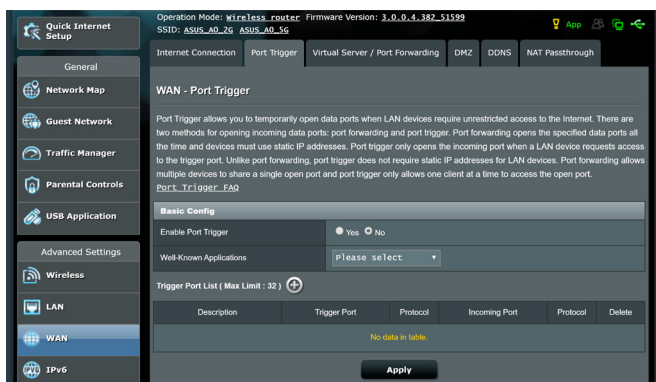 Quick Internet
Setup
Operation Mode: Wireless router Firmware Version: 3.0.0.4.382_51599
SSID: ASUS_A0_2G ASUS_A0_5G
App
Internet Connection Port Trigger Virtual Server / Port Forwarding DMZ DDNS NAT Passthrough
General
Network Map
Guest Network
Traffic Manager
Parental Controls
USB Application
Advanced Settings
Wireless
LAN
WAN
IPv6
WAN - Port Trigger
Port Trigger allows you to temporarily open data ports when LAN devices require unrestricted access to the Internet. There are
two methods for opening incoming data ports: port forwarding and port trigger. Port forwarding opens the specified data ports all
the time and devices must use static IP addresses. Port trigger only opens the incoming port when a LAN device requests access
to the trigger port. Unlike port forwarding, port trigger does not require static IP addresses for LAN devices. Port forwarding allows
multiple devices to share a single open port and port trigger only allows one client at a time to access the open port.
Port Trigger FAQ
Basic Config
Enable Port Trigger Yes No
Well-Known Applications Please select
Trigger Port List ( Max Limit : 32 )
Description Trigger Port Protocol Incoming Port Protocol Delete
No data in table.
Apply